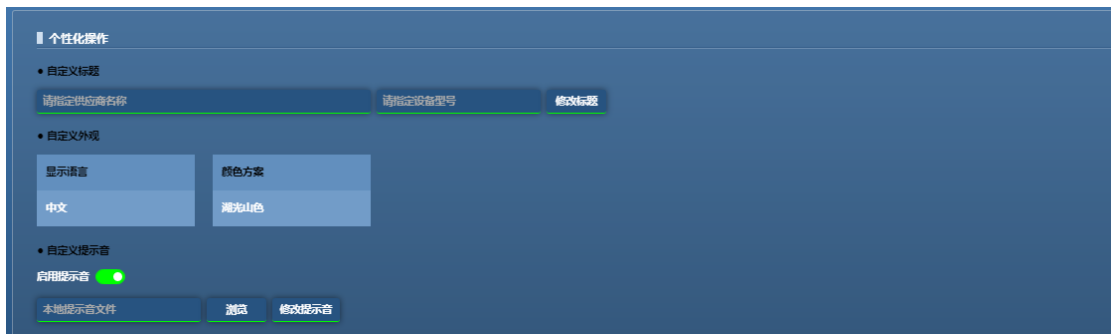 个性化操作
● 自定义标题
请指定供应商名称 请指定设备型号 修改标题
● 自定义外观
显示语言 颜色方案
中文 湖光山色
● 自定义提示音
启用提示音
本地提示音文件 浏览 修改提示音